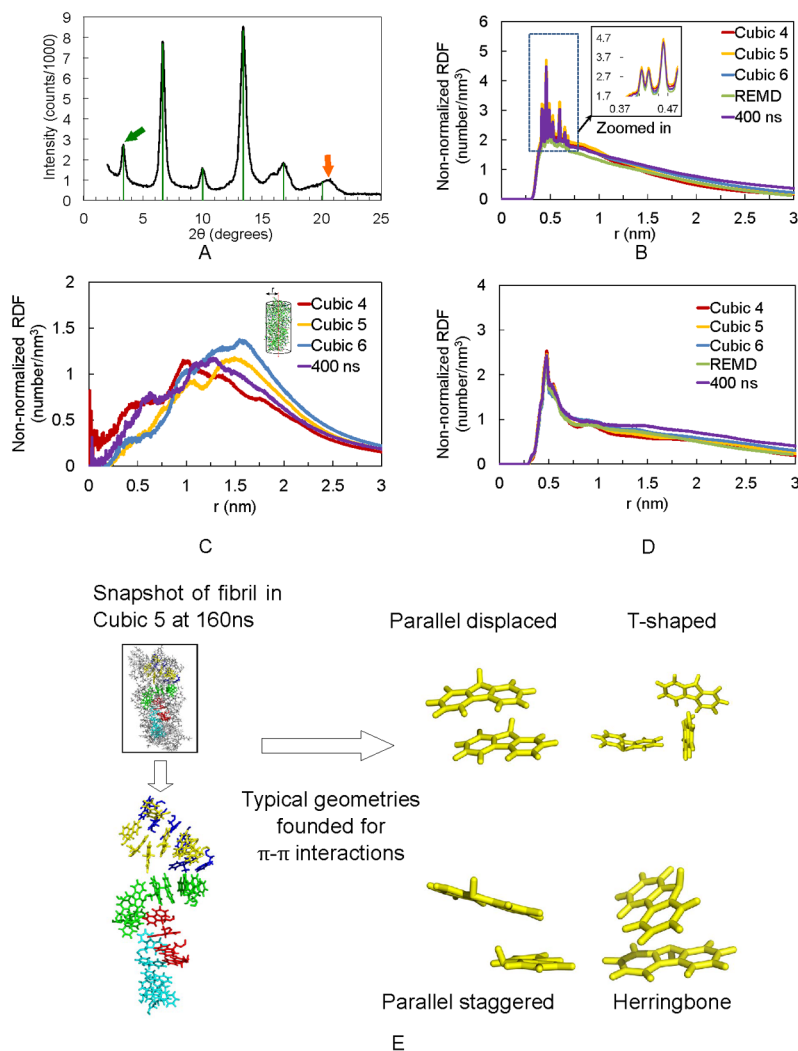 9
8
7
6
5
4
3
2
1
0
Intensity (counts/1000)
0 5 10 15 20 25
2θ (degrees)
A
6
5
4
3
2
1
0
Non-normalized RDF
(number/nm³)
4.7
3.7
2.7
1.7
0.37 0.47
Zoomed in
Cubic 4
Cubic 5
Cubic 6
REMD
400 ns
0 0.5 1 1.5 2 2.5 3
r (nm)
B
2
1.5
1
0.5
0
Non-normalized RDF
(number/nm³)
r
Cubic 4
Cubic 5
Cubic 6
400 ns
0 0.5 1 1.5 2 2.5 3
r (nm)
C
4
3
2
1
0
Non-normalized RDF
(number/nm³)
Cubic 4
Cubic 5
Cubic 6
REMD
400 ns
0 0.5 1 1.5 2 2.5 3
r (nm)
D
Snapshot of fibril in
Cubic 5 at 160ns
Parallel displaced
T-shaped
Typical geometries
founded for
π-π interactions
Parallel staggered
Herringbone
E